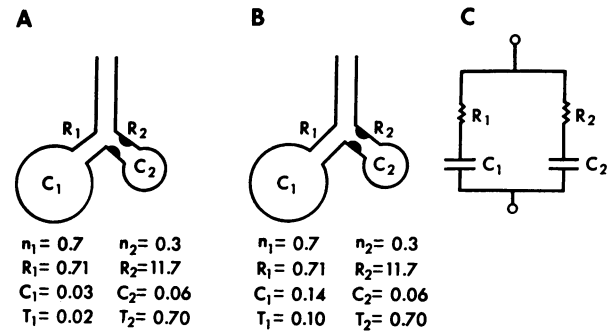 A
B
C
R₁
R₂
C₁
C₂
n₁= 0.7 n₂= 0.3
R₁= 0.71 R₂=11.7
C₁= 0.03 C₂= 0.06
T₁= 0.02 T₂= 0.70
R₁
R₂
C₁
C₂
n₁= 0.7 n₂= 0.3
R₁= 0.71 R₂=11.7
C₁= 0.14 C₂= 0.06
T₁= 0.10 T₂= 0.70
R₁
R₂
C₁
C₂